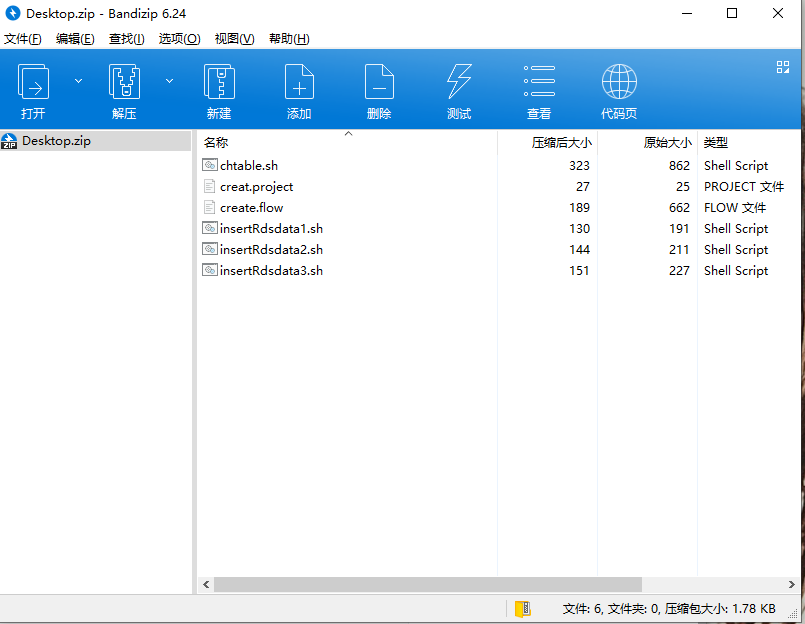 Desktop.zip - Bandizip 6.24
文件(F) 编辑(E) 查找(I) 选项(O) 视图(V) 帮助(H)
打开 解压 新建 添加 删除 测试 查看 代码页
Desktop.zip
名称 压缩后大小 原始大小 类型
chtable.sh 323 862 Shell Script
creat.project 27 25 PROJECT 文件
create.flow 189 662 FLOW 文件
insertRdsdata1.sh 130 191 Shell Script
insertRdsdata2.sh 144 211 Shell Script
insertRdsdata3.sh 151 227 Shell Script
文件: 6, 文件夹: 0, 压缩包大小: 1.78 KB